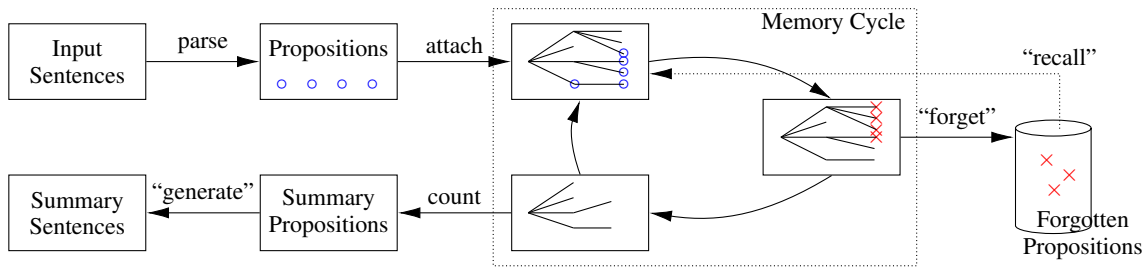 Memory Cycle
Input
Sentences
parse
Propositions
attach
“recall”
“forget”
Forgotten
Propositions
Summary
Sentences
“generate”
Summary
Propositions
count